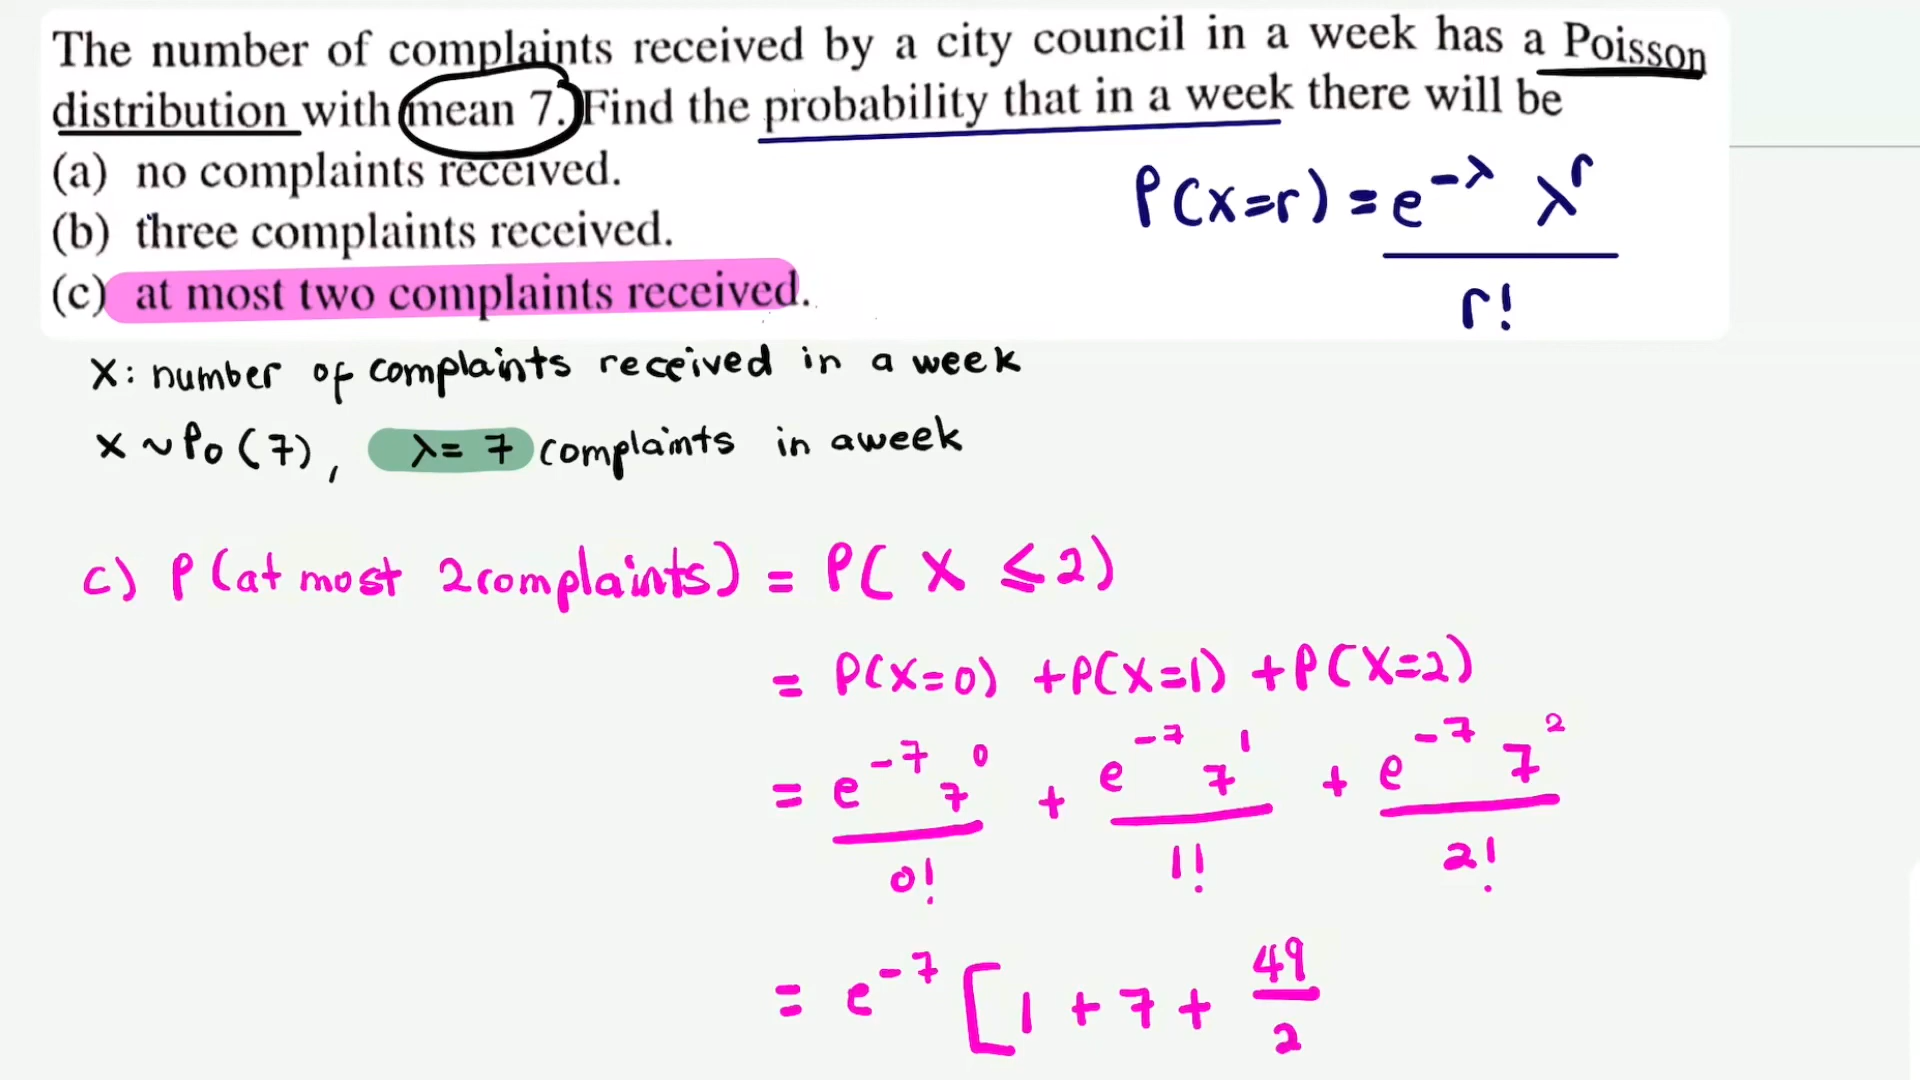 The number of complaints received by a city council in a week has a Poisson
distribution with mean 7. Find the probability that in a week there will be
(a) no complaints received.
(b) three complaints received.
(c) at most two complaints received.
P(X=r) = e^-λ λ^r / r!
X: number of complaints received in a week
X ~ Po(7), λ= 7 complaints in a week
c) P(at most 2 complaints) = P( X ≤ 2)
= P(X=0) + P(X=1) + P(X=2)
= e^-7 7^0 / 0! + e^-7 7^1 / 1! + e^-7 7^2 / 2!
= e^-7 [ 1 + 7 + 49/2